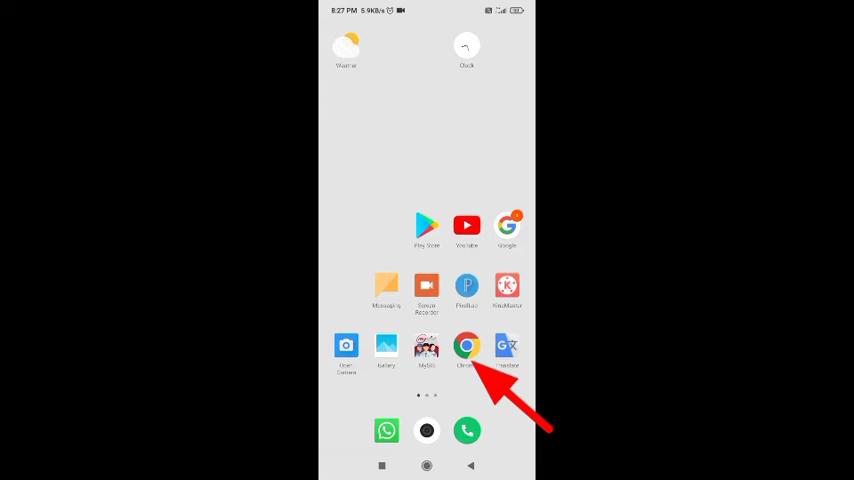 8:27 PM 5.9KB/s
Weather
Clock
Play Store
YouTube
Google
Messaging
Screen Recorder
PixelLab
KineMaster
Open Camera
Gallery
Chrome
Translate